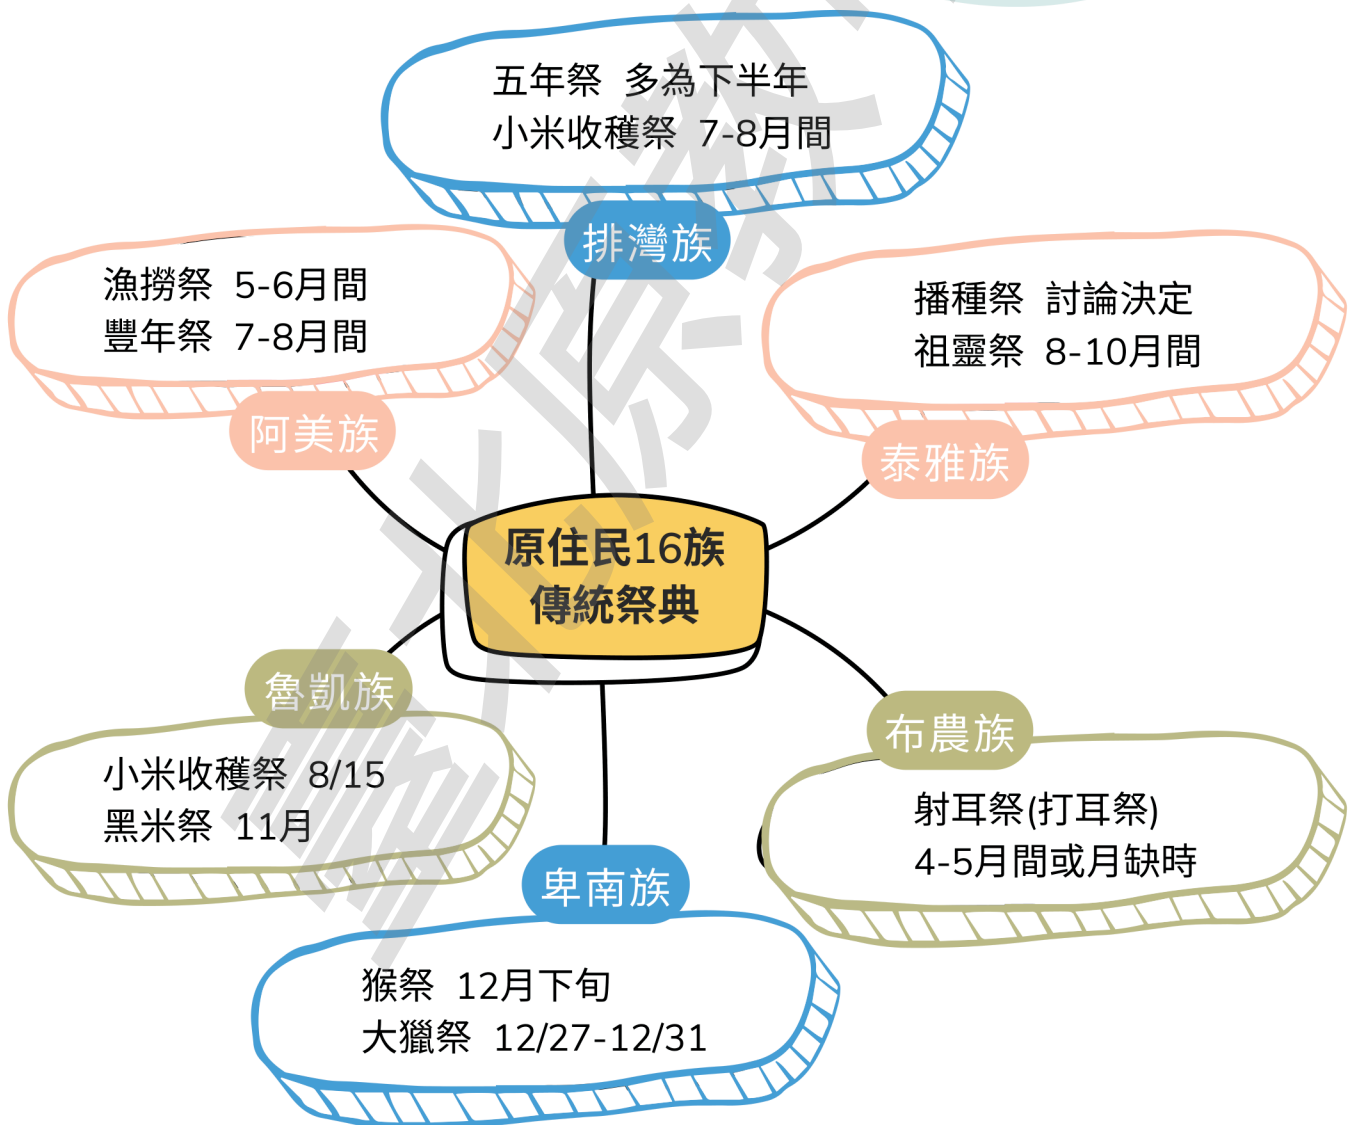 五年祭 多為下半年
小米收穫祭 7-8月間
排灣族
漁撈祭 5-6月間
豐年祭 7-8月間
阿美族
播種祭 討論決定
祖靈祭 8-10月間
泰雅族
原住民16族
傳統祭典
魯凱族
小米收穫祭 8/15
黑米祭 11月
布農族
射耳祭(打耳祭)
4-5月間或月缺時
卑南族
猴祭 12月下旬
大獵祭 12/27-12/31
臺北原教